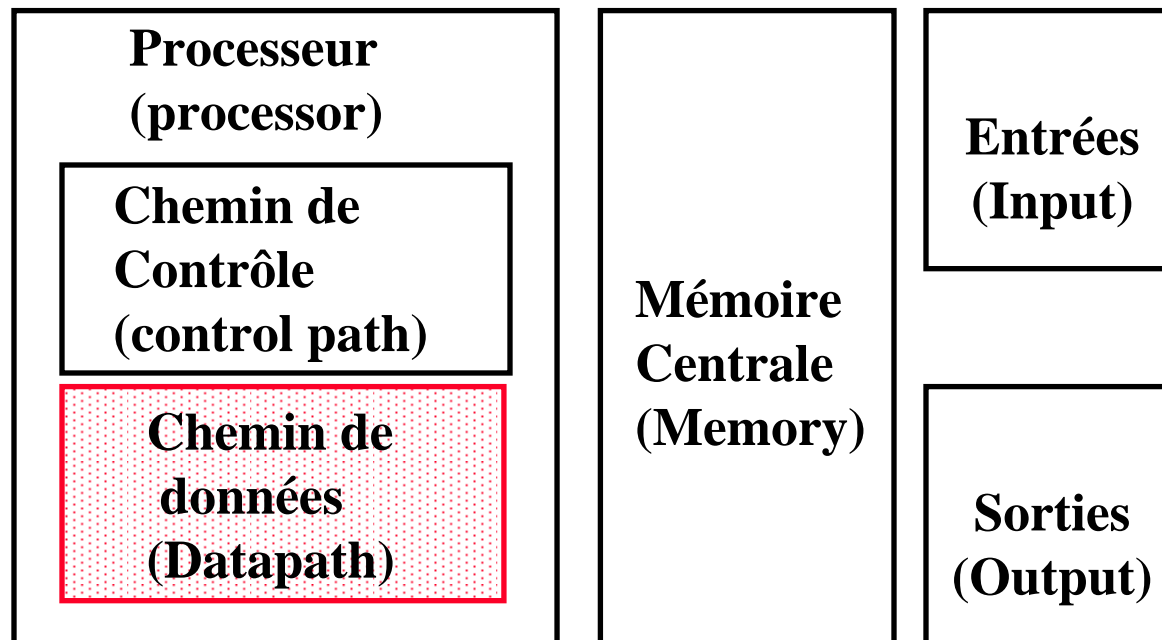 Processeur
(processor)
Chemin de
Contrôle
(control path)
Chemin de
données
(Datapath)
Mémoire
Centrale
(Memory)
Entrées
(Input)
Sorties
(Output)